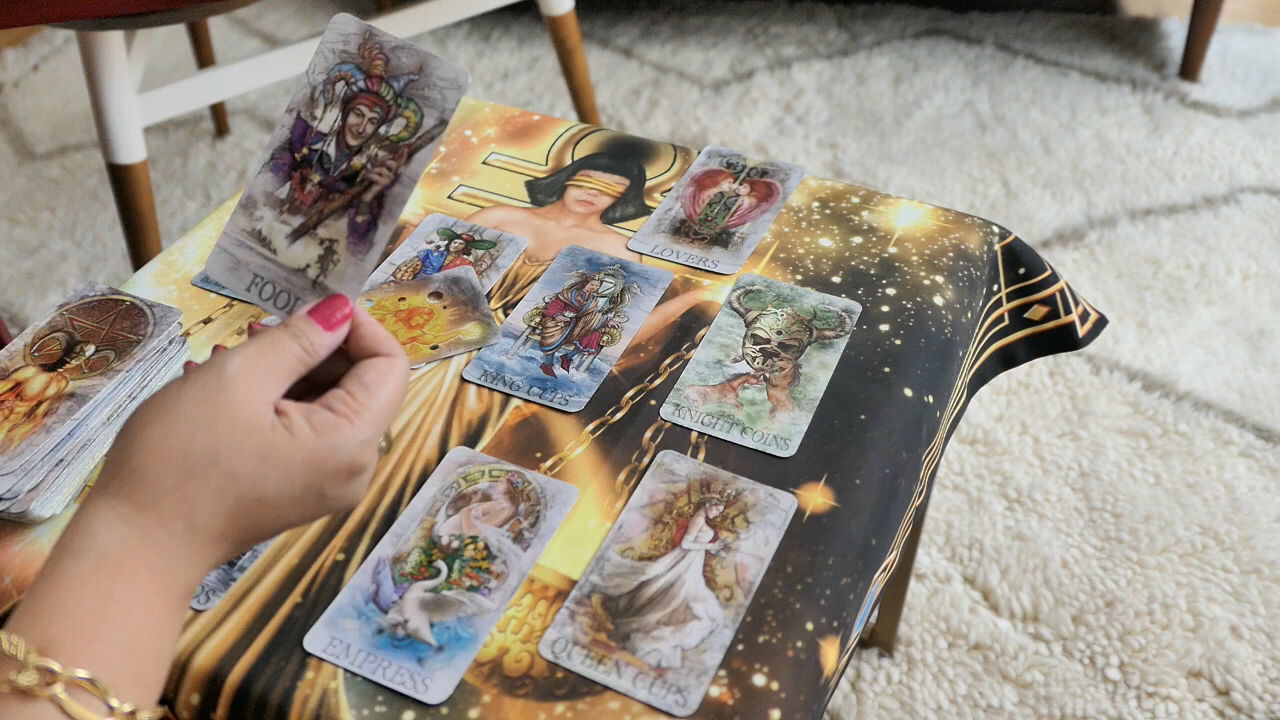 FOOL
LOVERS
KING CUPS
KNIGHT COINS
EMPRESS
QUEEN CUPS